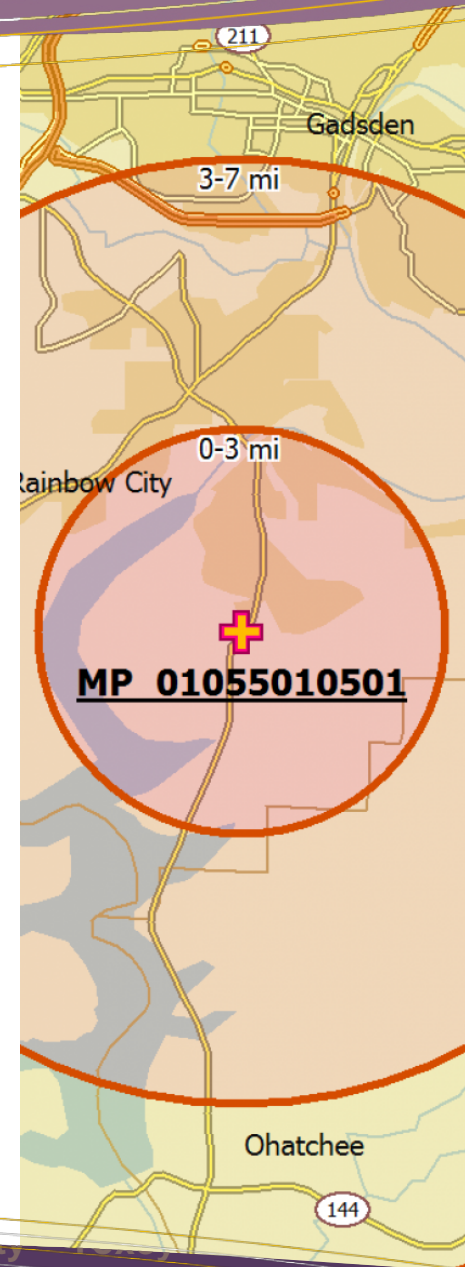 211
Gadsden
3-7 mi
0-3 mi
Rainbow City
MP 01055010501
Ohatchee
144